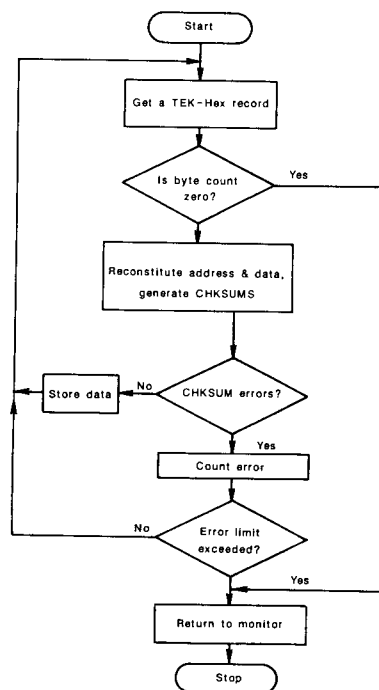 Start
Get a TEK-Hex record
Is byte count
zero?
Yes
Reconstitute address & data,
generate CHKSUMS
Store data
No
CHKSUM errors?
Yes
Count error
No
Error limit
exceeded?
Yes
Return to monitor
Stop